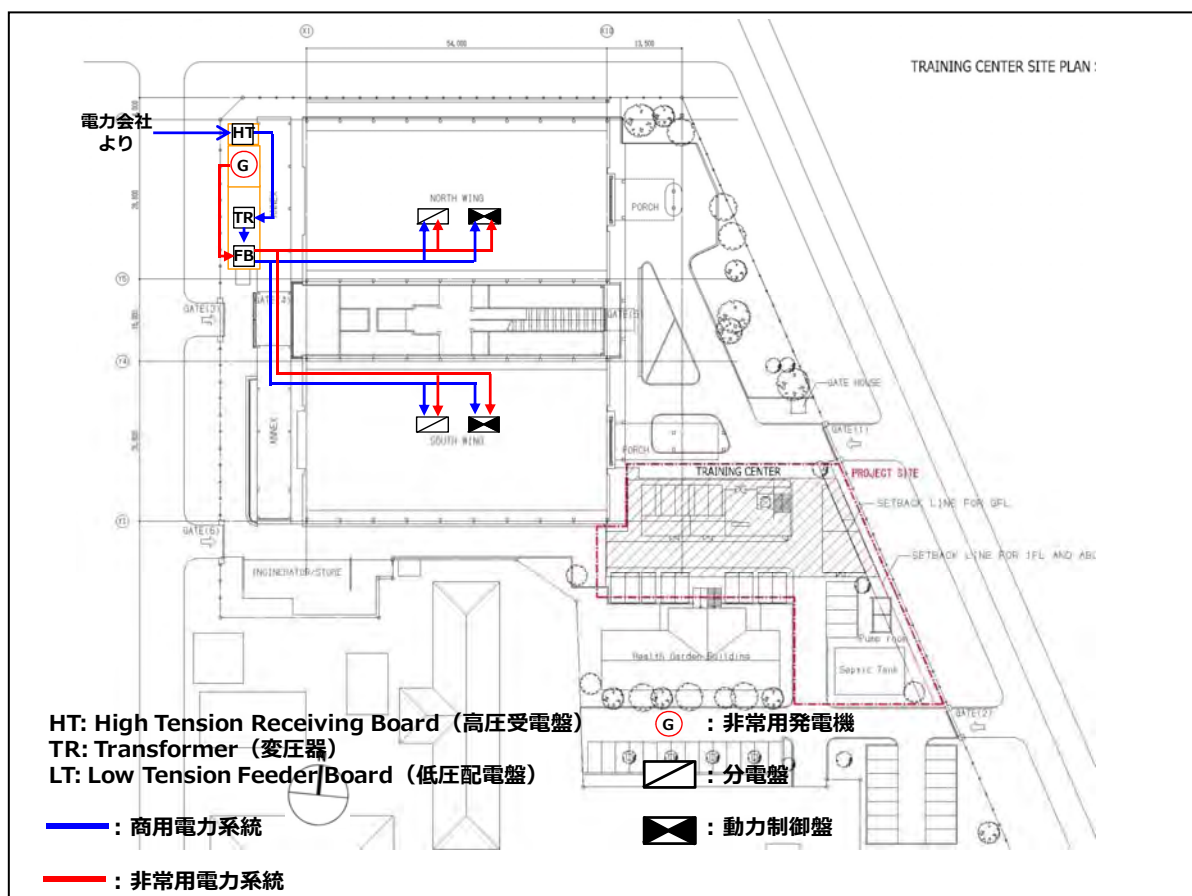 X1
X10
54,000
13,500
TRAINING CENTER SITE PLAN
電力会社
より
HT
G
NORTH WING
TR
PORCH
FB
Y5
GATE(3)
GATE(5)
Y4
GATE HOUSE
ANNEX
GATE(1)
SOUTH WING
PORCH
TRAINING CENTER
PROJECT SITE
SETBACK LINE FOR GFL
Y1
GATE(6)
SETBACK LINE FOR 1FL AND ABO
INCINERATOR/STORE
Pump room
Health Garden Building
Septic Tank
HT: High Tension Receiving Board（高圧受電盤）
G
：非常用発電機
GATE(2)
TR: Transformer（変圧器）
LT: Low Tension Feeder Board（低圧配電盤）
：分電盤
：商用電力系統
：動力制御盤
：非常用電力系統